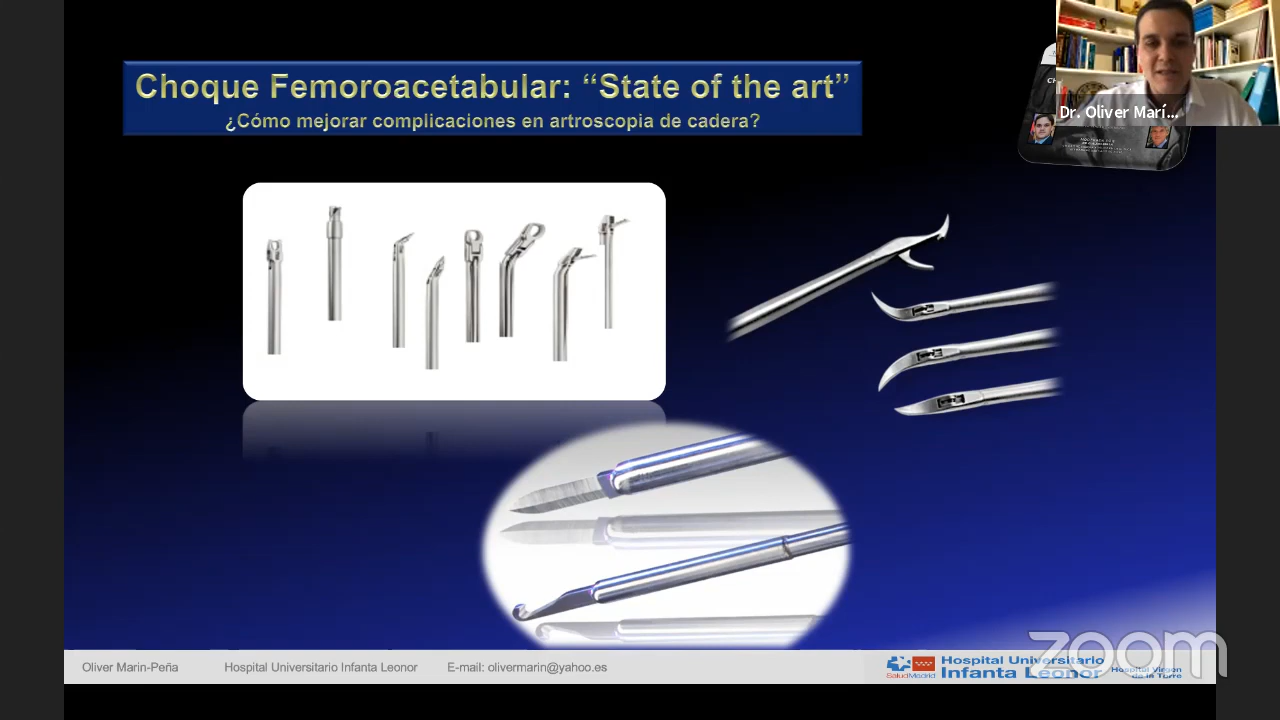 Choque Femoroacetabular: “State of the art”
¿Cómo mejorar complicaciones en artroscopia de cadera?
Dr. Oliver Marí...
Oliver Marin-Peña Hospital Universitario Infanta Leonor E-mail: olivermarin@yahoo.es
SaludMadrid
Hospital Universitario
Infanta Leonor
Hospital Virgen
de la Torre
zoom